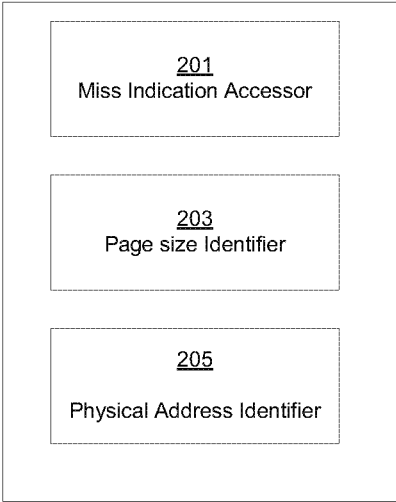 201
Miss Indication Accessor
203
Page size Identifier
205
Physical Address Identifier